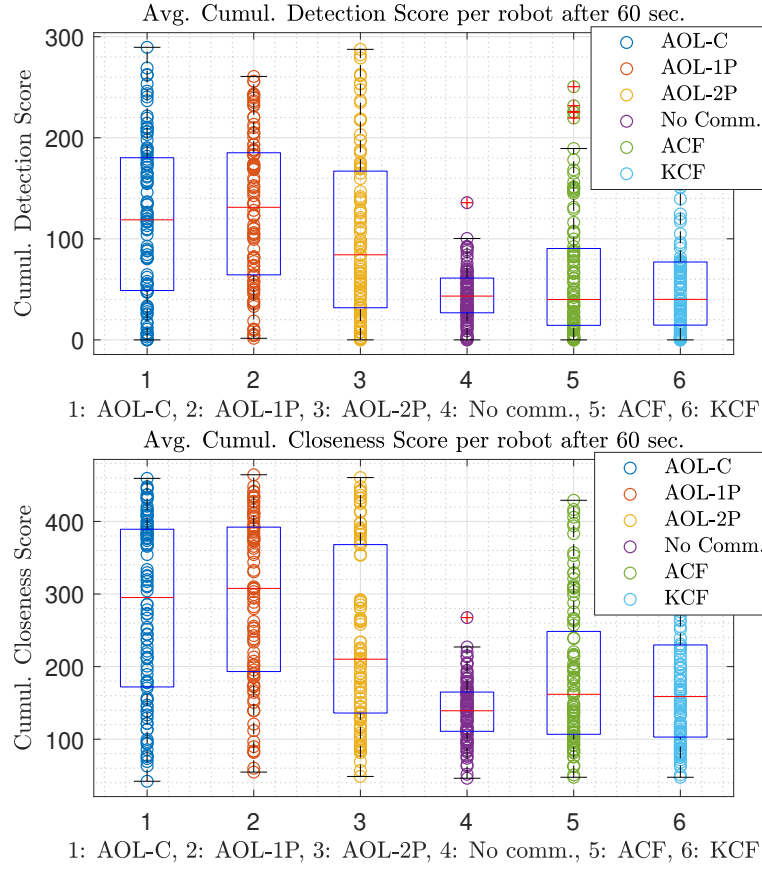 Avg. Cumul. Detection Score per robot after 60 sec.
300
200
100
0
Cumul. Detection Score
AOL-C
AOL-1P
AOL-2P
No Comm.
ACF
KCF
1 2 3 4 5 6
1: AOL-C, 2: AOL-1P, 3: AOL-2P, 4: No comm., 5: ACF, 6: KCF
Avg. Cumul. Closeness Score per robot after 60 sec.
400
300
200
100
Cumul. Closeness Score
AOL-C
AOL-1P
AOL-2P
No Comm.
ACF
KCF
1 2 3 4 5 6
1: AOL-C, 2: AOL-1P, 3: AOL-2P, 4: No comm., 5: ACF, 6: KCF